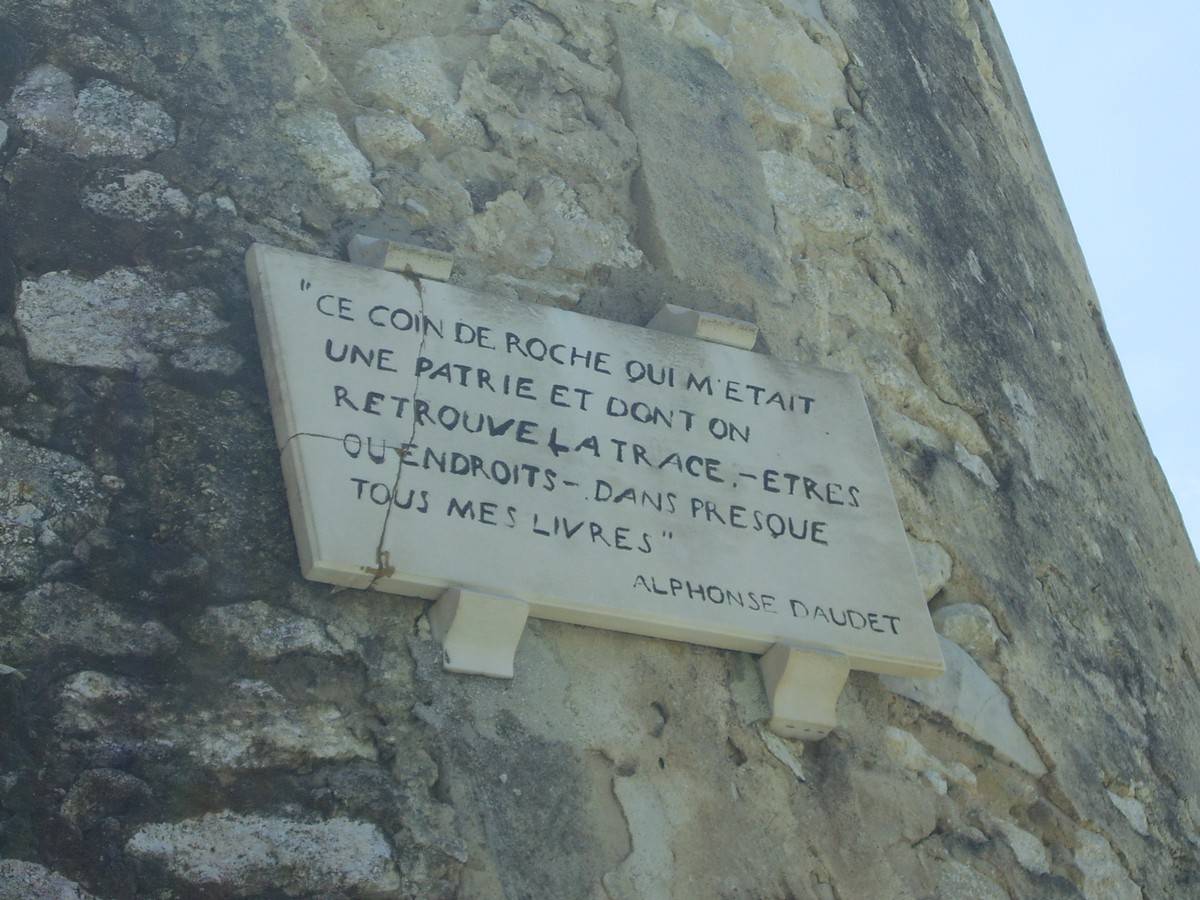 "CE COIN DE ROCHE QUI M'ETAIT
UNE PATRIE ET DONT ON
RETROUVE LA TRACE,-ETRES
OU ENDROITS-.DANS PRESQUE
TOUS MES LIVRES"
ALPHONSE DAUDET